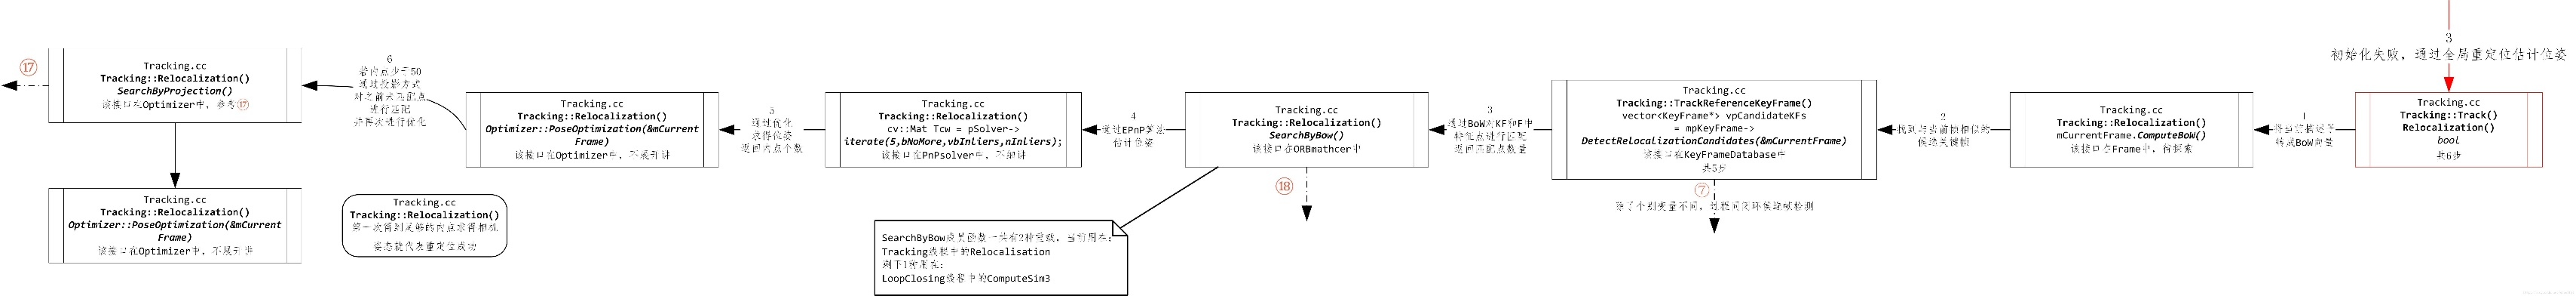 3
初始化失败，通过全局重定位估计位姿
Tracking.cc
Tracking::Track()
Relocalization()
bool
共6步
1
将当前帧描述子
转成BoW向量
Tracking.cc
Tracking::Relocalization()
mCurrentFrame.ComputeBoW()
该接口在Frame中，待探索
2
找到与当前帧相似的
候选关键帧
Tracking.cc
Tracking::TrackReferenceKeyFrame()
vector<KeyFrame*> vpCandidateKFs
= mpKeyFrame->
DetectRelocalizationCandidates(&mCurrentFrame)
该接口在KeyFrameDatabase中
共5步
⑦
除了个别变量不同，过程同闭环候选帧检测
3
通过BoW对KF和F中
特征点进行匹配
返回匹配点数量
Tracking.cc
Tracking::Relocalization()
SearchByBow()
该接口在ORBmathcer中
⑱
SearchByBow成员函数一共有2种重载，当前用在:
Tracking线程中的Relocalisation
剩下1种用在:
LoopClosing线程中的ComputeSim3
4
通过EPnP算法
估计位姿
Tracking.cc
Tracking::Relocalization()
cv::Mat Tcw = pSolver->
iterate(5,bNoMore,vbInliers,nInliers);
该接口在PnPsolver中，不细讲
5
通过优化
求得位姿
返回内点个数
Tracking.cc
Tracking::Relocalization()
Optimizer::PoseOptimization(&mCurrent
Frame)
该接口在Optimizer中，不展开讲
6
若内点少于50
通过投影方式
对之前未匹配点
进行匹配
并再次进行优化
Tracking.cc
Tracking::Relocalization()
SearchByProjection()
该接口在Optimizer中，参考⑰
⑰
Tracking.cc
Tracking::Relocalization()
Optimizer::PoseOptimization(&mCurrent
Frame)
该接口在Optimizer中，不展开讲
Tracking.cc
Tracking::Relocalization()
第一次得到足够的内点求得相机
姿态就代表重定位成功